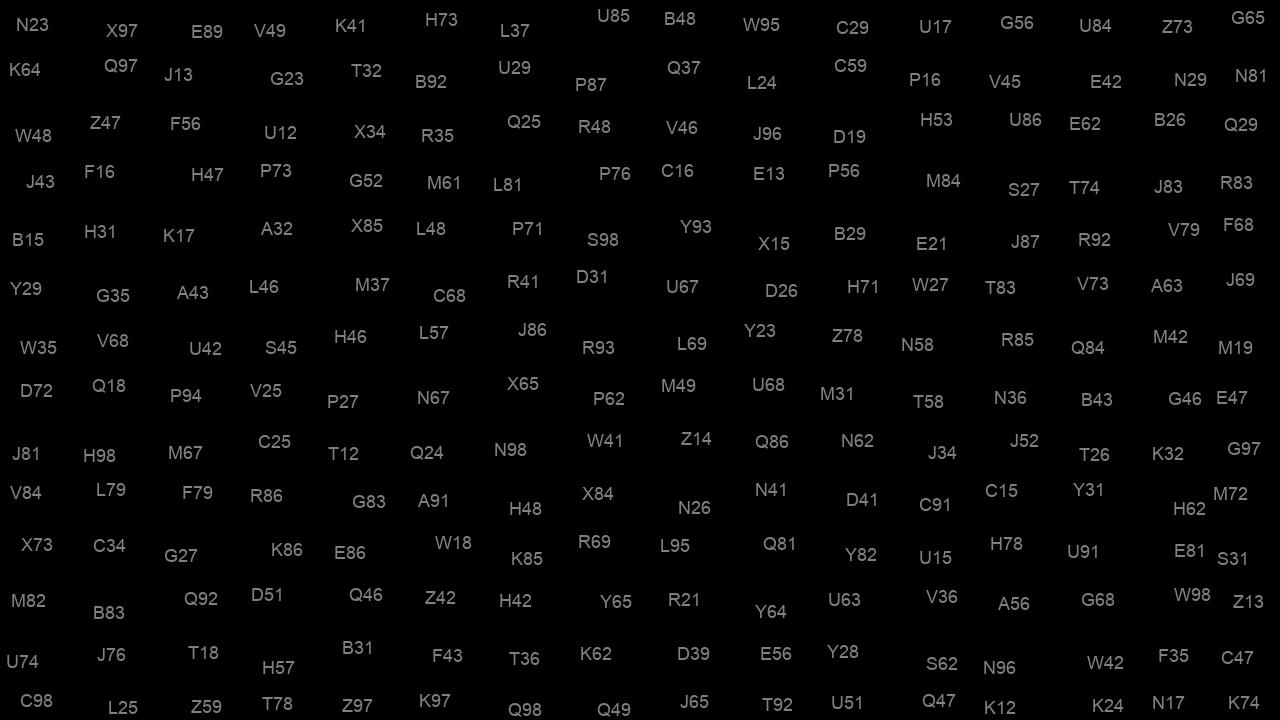 N23 X97 E89 V49 K41 H73 L37 U85 B48 W95 C29 U17 G56 U84 Z73 G65
K64 Q97 J13 G23 T32 B92 U29 P87 Q37 L24 C59 P16 V45 E42 N29 N81
W48 Z47 F56 U12 X34 R35 Q25 R48 V46 J96 D19 H53 U86 E62 B26 Q29
J43 F16 H47 P73 G52 M61 L81 P76 C16 E13 P56 M84 S27 T74 J83 R83
B15 H31 K17 A32 X85 L48 P71 S98 Y93 X15 B29 E21 J87 R92 V79 F68
Y29 G35 A43 L46 M37 C68 R41 D31 U67 D26 H71 W27 T83 V73 A63 J69
W35 V68 U42 S45 H46 L57 J86 R93 L69 Y23 Z78 N58 R85 Q84 M42 M19
D72 Q18 P94 V25 P27 N67 X65 P62 M49 U68 M31 T58 N36 B43 G46 E47
J81 H98 M67 C25 T12 Q24 N98 W41 Z14 Q86 N62 J34 J52 T26 K32 G97
V84 L79 F79 R86 G83 A91 H48 X84 N26 N41 D41 C91 C15 Y31 H62 M72
X73 C34 G27 K86 E86 W18 K85 R69 L95 Q81 Y82 U15 H78 U91 E81 S31
M82 B83 Q92 D51 Q46 Z42 H42 Y65 R21 Y64 U63 V36 A56 G68 W98 Z13
U74 J76 T18 H57 B31 F43 T36 K62 D39 E56 Y28 S62 N96 W42 F35 C47
C98 L25 Z59 T78 Z97 K97 Q98 Q49 J65 T92 U51 Q47 K12 K24 N17 K74